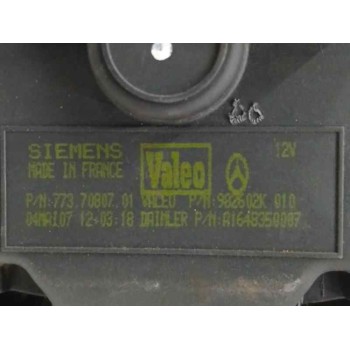 SIEMENS Valeo 12V
MADE IN FRANCE
P/N:773.70807.01 VALEO P/N:902602K 010
04MAI07 12:03:18 DAIMLER P/N:A1648350007